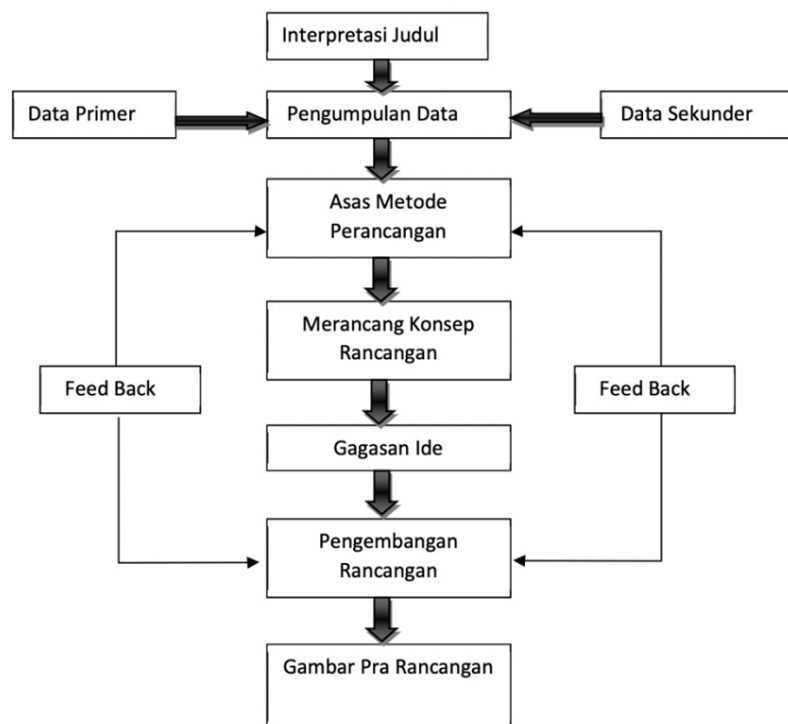 Interpretasi Judul
Data Primer
Pengumpulan Data
Data Sekunder
Asas Metode
Perancangan
Merancang Konsep
Rancangan
Feed Back
Feed Back
Gagasan Ide
Pengembangan
Rancangan
Gambar Pra Rancangan